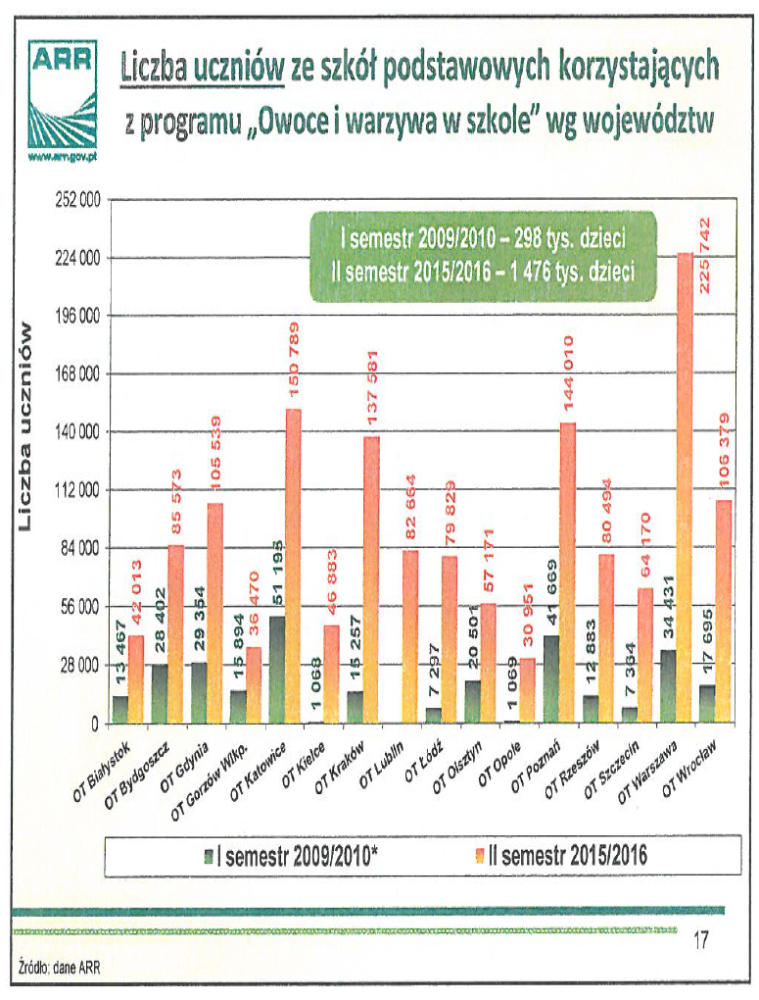 ARR
www.arr.gov.pl
Liczba uczniów ze szkół podstawowych korzystających
z programu „Owoce i warzywa w szkole” wg województw
I semestr 2009/2010 – 298 tys. dzieci
II semestr 2015/2016 – 1 476 tys. dzieci
Liczba uczniów
252 000
224 000
196 000
168 000
140 000
112 000
84 000
56 000
28 000
0
13 467
42 013
28 402
85 573
29 354
105 539
15 894
36 470
51 195
150 789
1 068
46 883
15 257
137 581
82 664
7 297
79 829
20 501
57 171
1 069
30 951
41 669
144 010
12 883
80 494
7 364
64 170
34 431
225 742
17 695
106 379
OT Białystok
OT Bydgoszcz
OT Gdynia
OT Gorzów Wlkp.
OT Katowice
OT Kielce
OT Kraków
OT Lublin
OT Łódź
OT Olsztyn
OT Opole
OT Poznań
OT Rzeszów
OT Szczecin
OT Warszawa
OT Wrocław
I semestr 2009/2010*
II semestr 2015/2016
17
Źródło: dane ARR